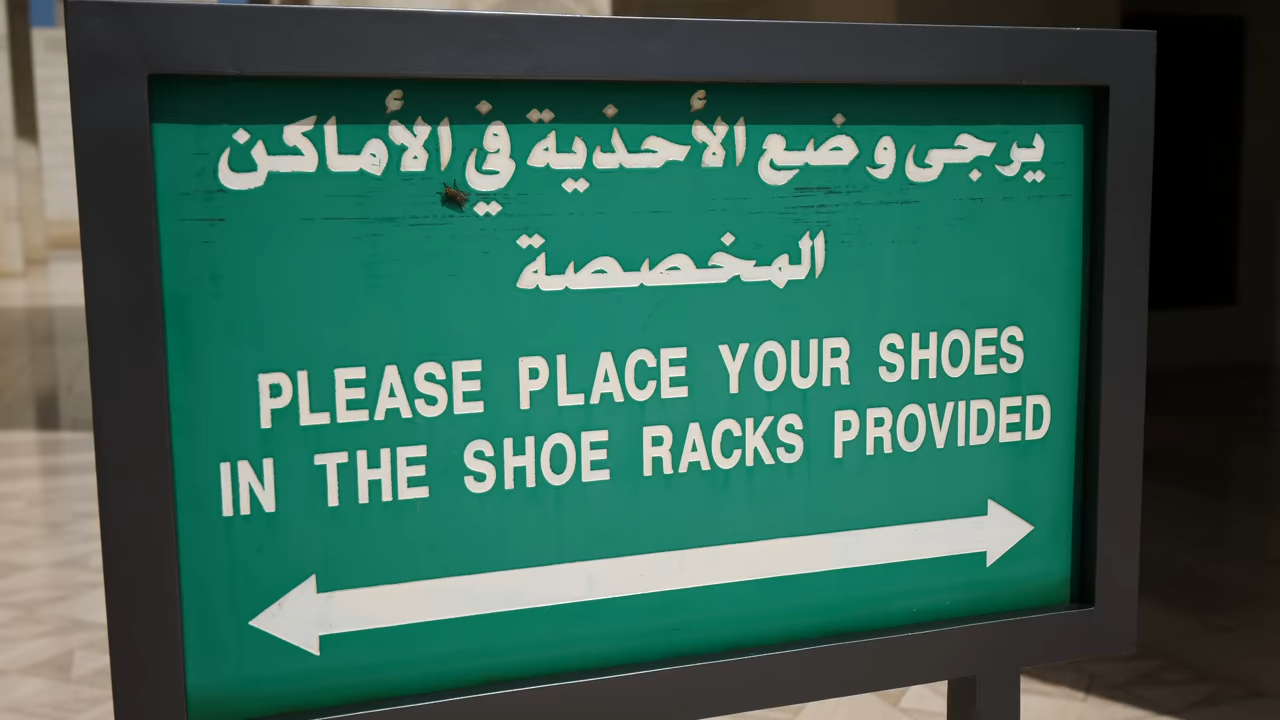 يرجى وضع الأحذية في الأماكن
المخصصة
PLEASE PLACE YOUR SHOES
IN THE SHOE RACKS PROVIDED